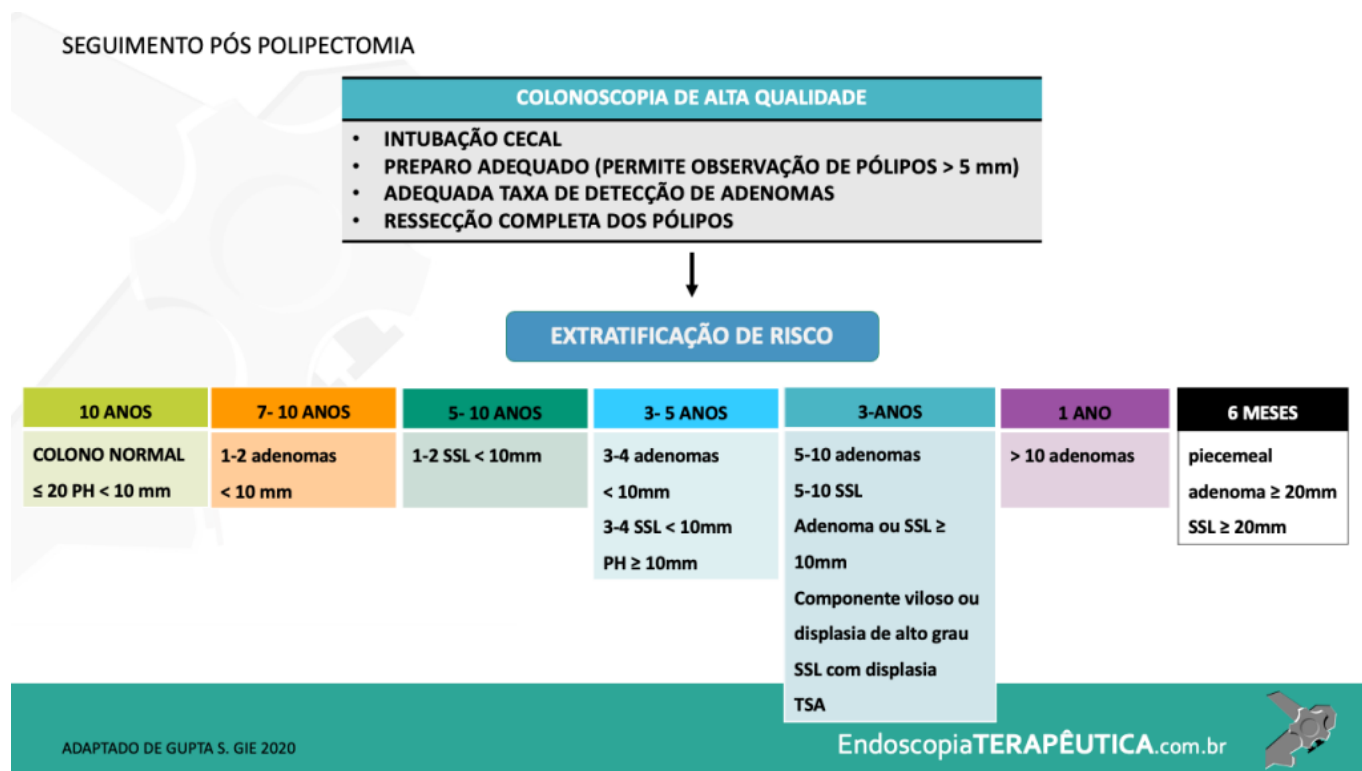 SEGUIMENTO PÓS POLIPECTOMIA
COLONOSCOPIA DE ALTA QUALIDADE
• INTUBAÇÃO CECAL
• PREPARO ADEQUADO (PERMITE OBSERVAÇÃO DE PÓLIPOS > 5 mm)
• ADEQUADA TAXA DE DETECÇÃO DE ADENOMAS
• RESSECÇÃO COMPLETA DOS PÓLIPOS
EXTRATIFICAÇÃO DE RISCO
10 ANOS
COLONO NORMAL
≤ 20 PH < 10 mm
7- 10 ANOS
1-2 adenomas
< 10 mm
5- 10 ANOS
1-2 SSL < 10mm
3- 5 ANOS
3-4 adenomas
< 10mm
3-4 SSL < 10mm
PH ≥ 10mm
3-ANOS
5-10 adenomas
5-10 SSL
Adenoma ou SSL ≥
10mm
Componente viloso ou
displasia de alto grau
SSL com displasia
TSA
1 ANO
> 10 adenomas
6 MESES
piecemeal
adenoma ≥ 20mm
SSL ≥ 20mm
ADAPTADO DE GUPTA S. GIE 2020
EndoscopiaTERAPÊUTICA.com.br